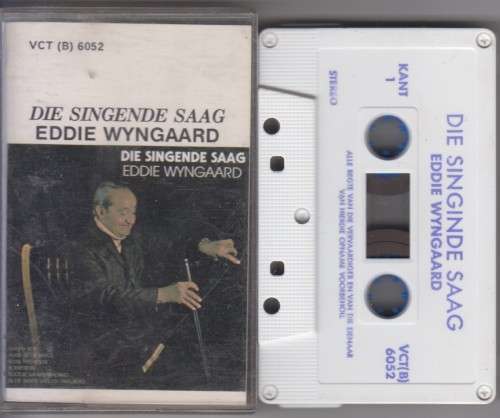 VCT (B) 6052
DIE SINGENDE SAAG
EDDIE WYNGAARD
DIE SINGENDE SAAG
EDDIE WYNGAARD
KANT
1
STEREO
DIE SINGINDE SAAG
EDDIE WYNGAARD
ALLE REGTE VAN DIE VERVAARDIGER EN VAN DIE EIENAAR
VAN HIERDIE OPNAME VOORBEHOU.
VCT(B)
6052